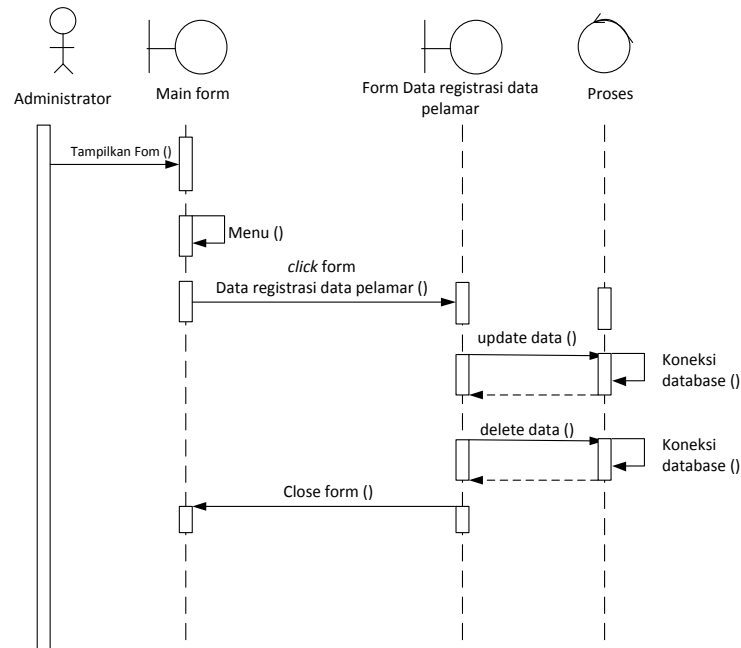 Administrator
Main form
Form Data registrasi data
pelamar
Proses
Tampilkan Fom ()
Menu ()
click form
Data registrasi data pelamar ()
update data ()
Koneksi
database ()
delete data ()
Koneksi
database ()
Close form ()